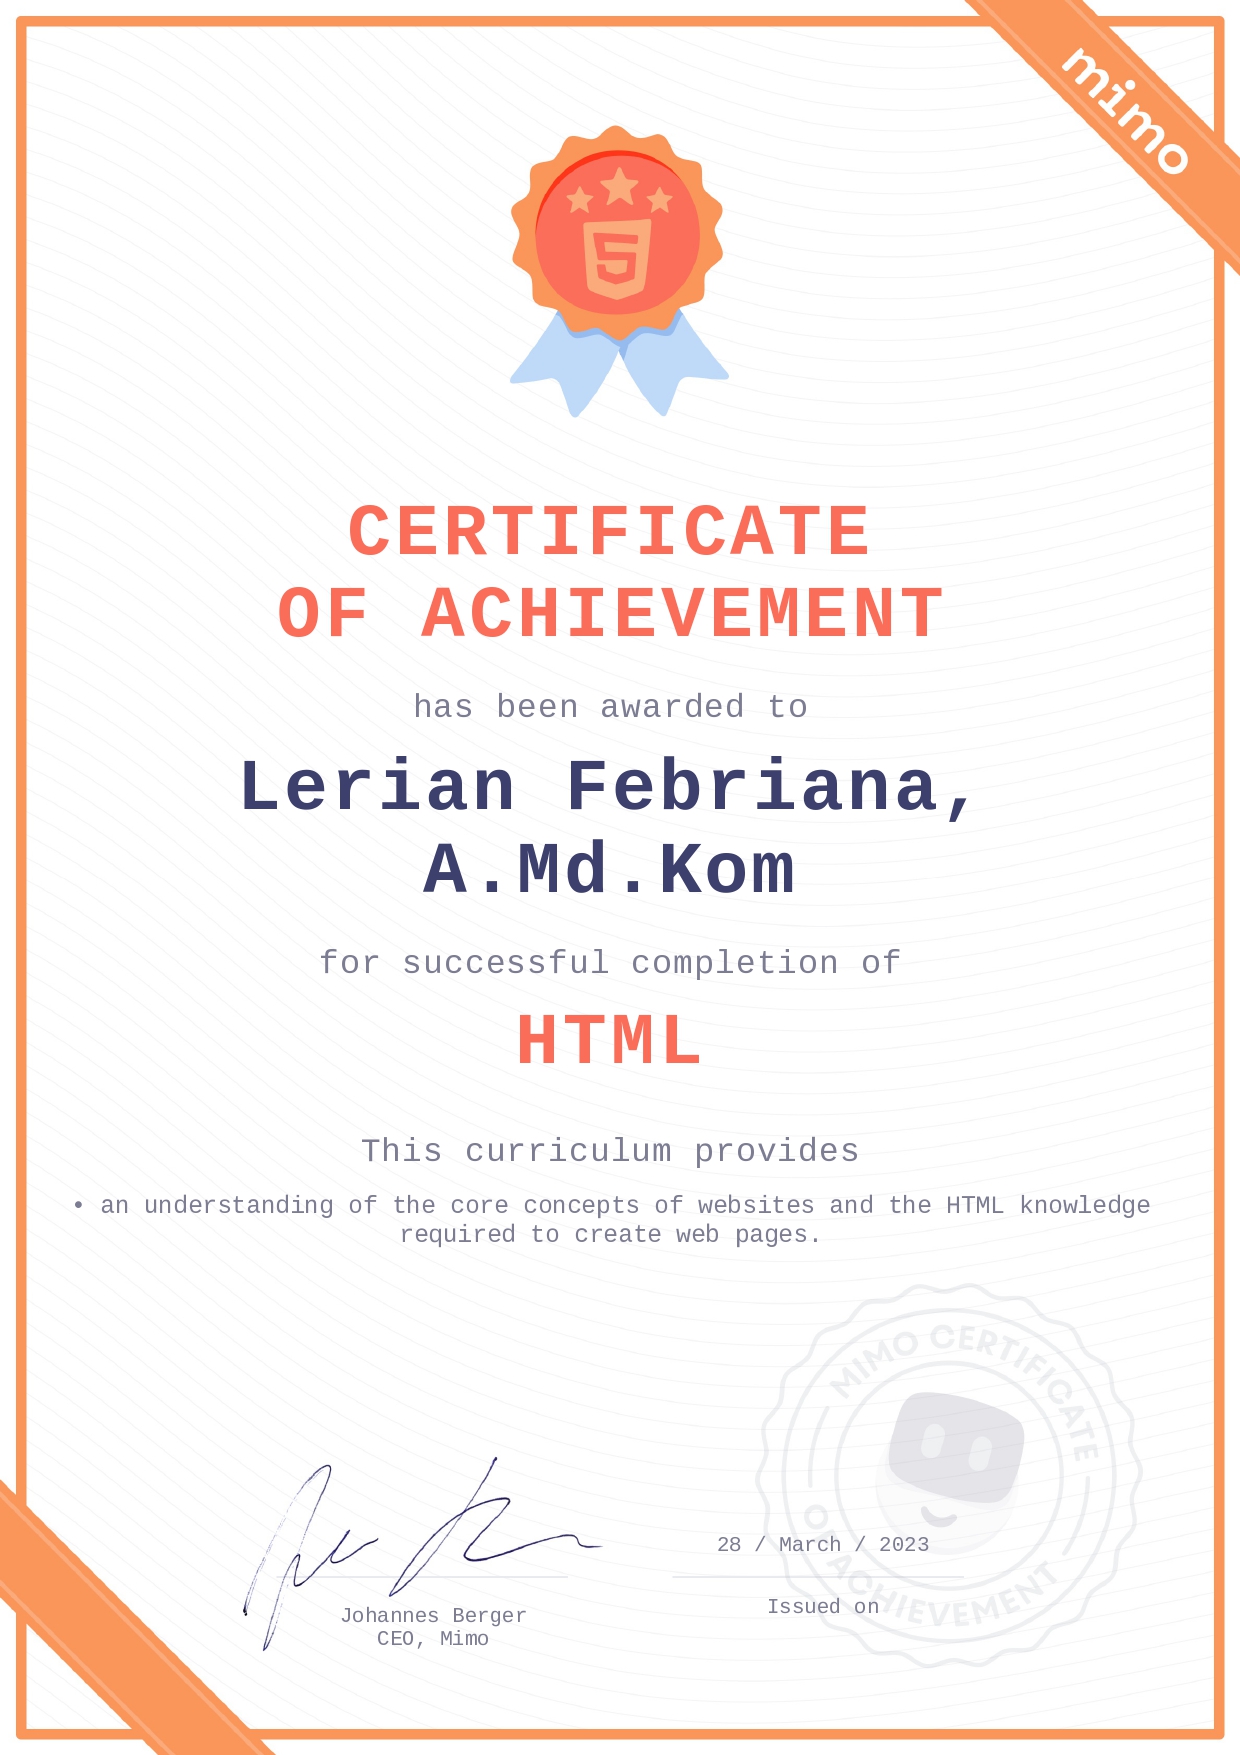 mimo
5
CERTIFICATE
OF ACHIEVEMENT
has been awarded to
Lerian Febriana,
A.Md.Kom
for successful completion of
HTML
This curriculum provides
• an understanding of the core concepts of websites and the HTML knowledge
required to create web pages.
MIMO CERTIFICATE
OF ACHIEVEMENT
28 / March / 2023
Issued on
Johannes Berger
CEO, Mimo